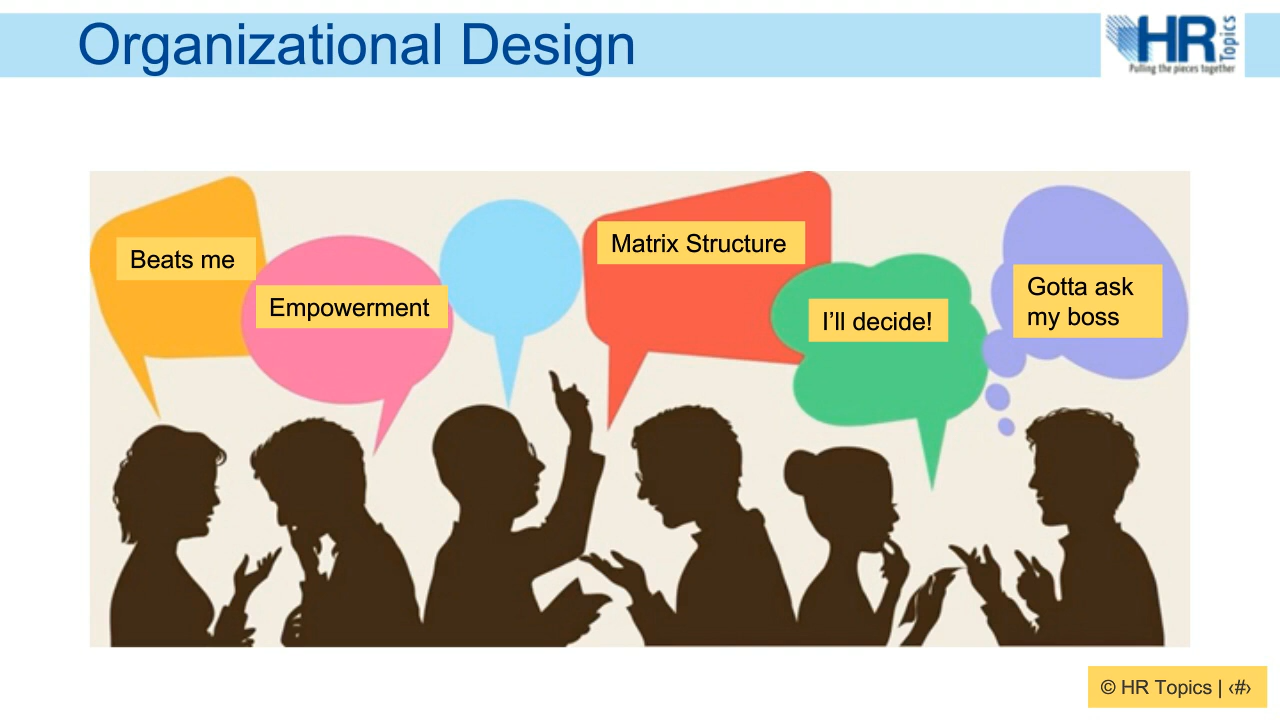 Organizational Design
HR
Topics
Pulling the pieces together
Beats me
Empowerment
Matrix Structure
I’ll decide!
Gotta ask
my boss
© HR Topics | ‹#›